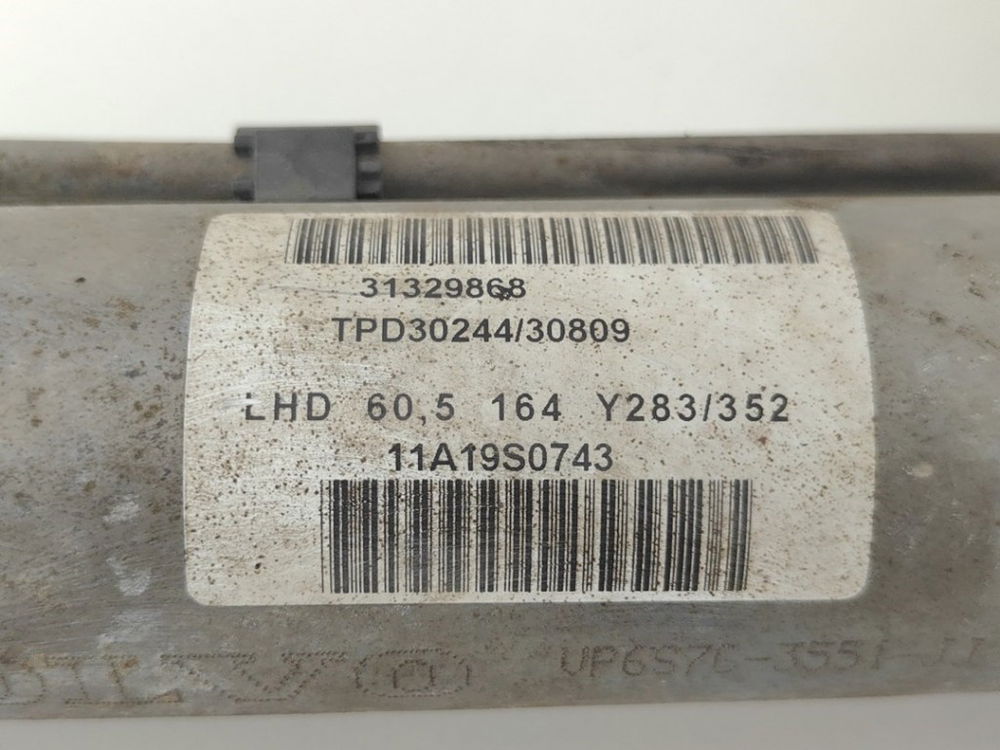 31329868
TPD30244/30809
LHD 60,5 164 Y283/352
11A19S0743